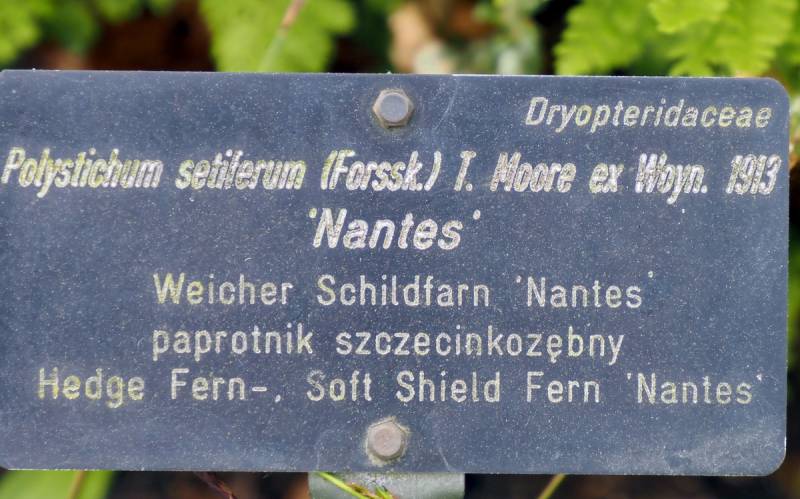 Dryopteridaceae
Polystichum setiferum (Forssk.) T. Moore ex Woyn. 1913
'Nantes'
Weicher Schildfarn 'Nantes'
paprotnik szczecinkozębny
Hedge Fern-, Soft Shield Fern 'Nantes'